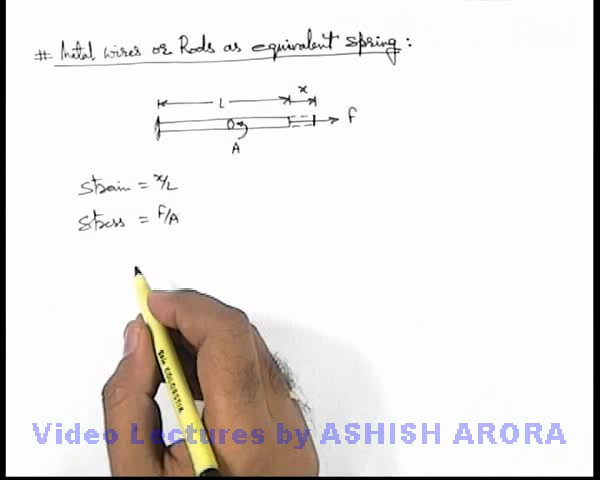 # Metal wires or Rods as equivalent spring :
L x
F
A
Strain = x/L
Stress = F/A
Video Lectures by ASHISH ARORA